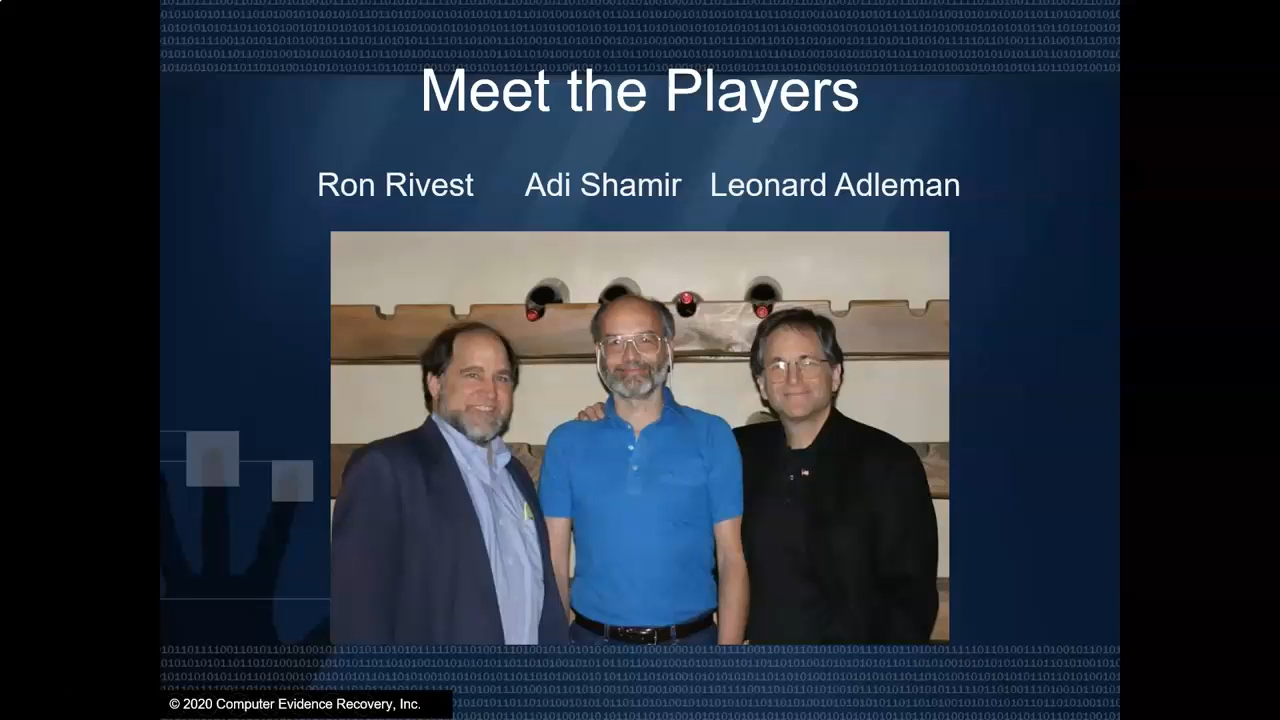 Meet the Players
Ron Rivest Adi Shamir Leonard Adleman
© 2020 Computer Evidence Recovery, Inc.